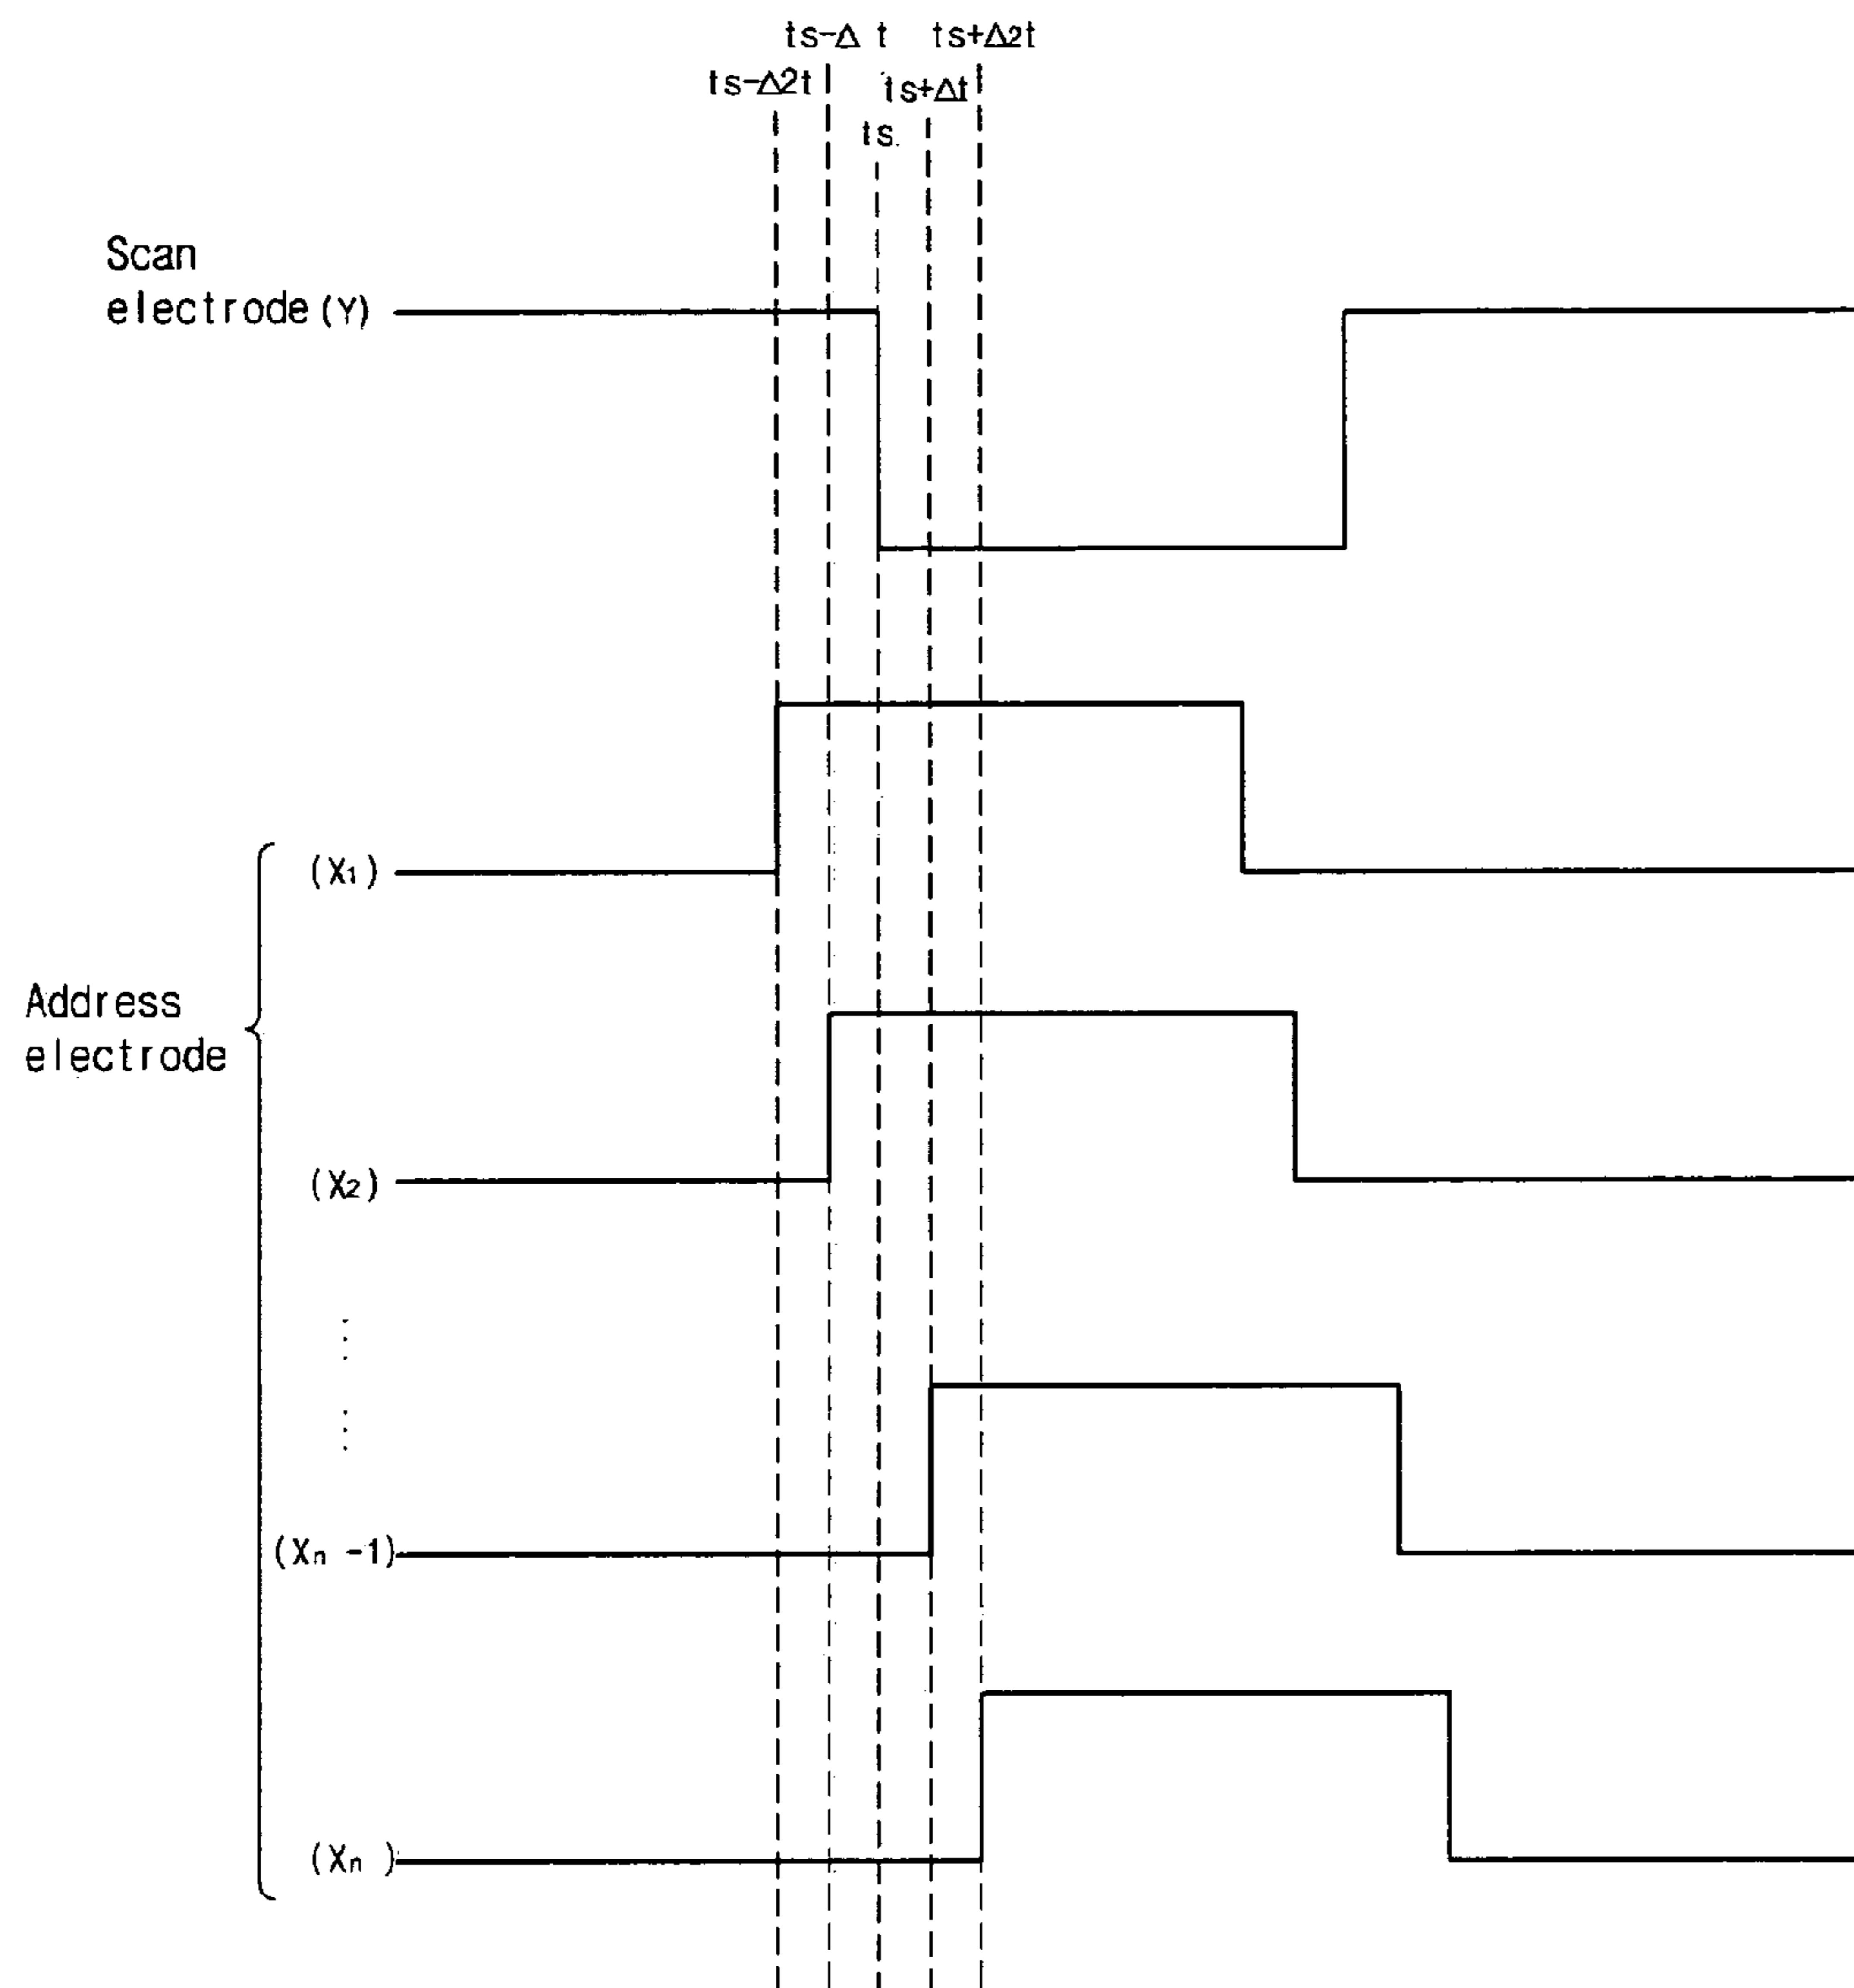 ts-Δ t ts+Δ2t
ts-Δ2t ts+Δt
ts
Scan
electrode (Y)
(X1)
Address
electrode
(X2)
(Xn -1)
(Xn )